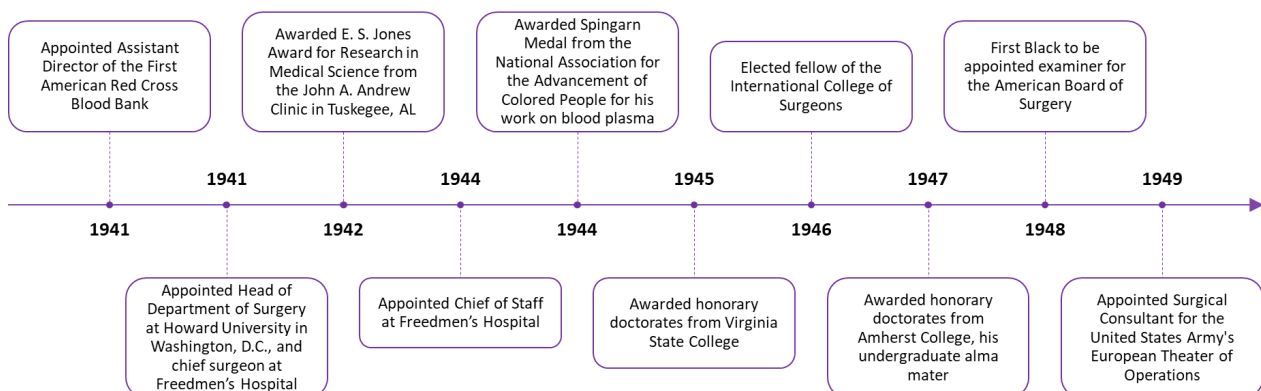 Appointed Assistant
Director of the First
American Red Cross
Blood Bank
Awarded E. S. Jones
Award for Research in
Medical Science from
the John A. Andrew
Clinic in Tuskegee, AL
Awarded Spingarn
Medal from the
National Association for
the Advancement of
Colored People for his
work on blood plasma
Elected fellow of the
International College of
Surgeons
First Black to be
appointed examiner for
the American Board of
Surgery
1941
1944
1945
1947
1949
1941
1942
1944
1946
1948
Appointed Head of
Department of Surgery
at Howard University in
Washington, D.C., and
chief surgeon at
Freedmen’s Hospital
Appointed Chief of Staff
at Freedmen’s Hospital
Awarded honorary
doctorates from Virginia
State College
Awarded honorary
doctorates from
Amherst College, his
undergraduate alma
mater
Appointed Surgical
Consultant for the
United States Army's
European Theater of
Operations